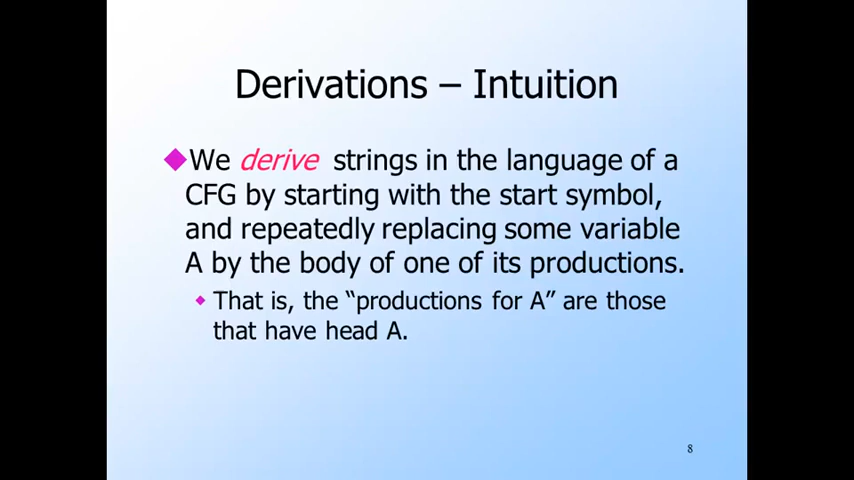 Derivations – Intuition
We derive strings in the language of a
CFG by starting with the start symbol,
and repeatedly replacing some variable
A by the body of one of its productions.
That is, the “productions for A” are those
that have head A.
8